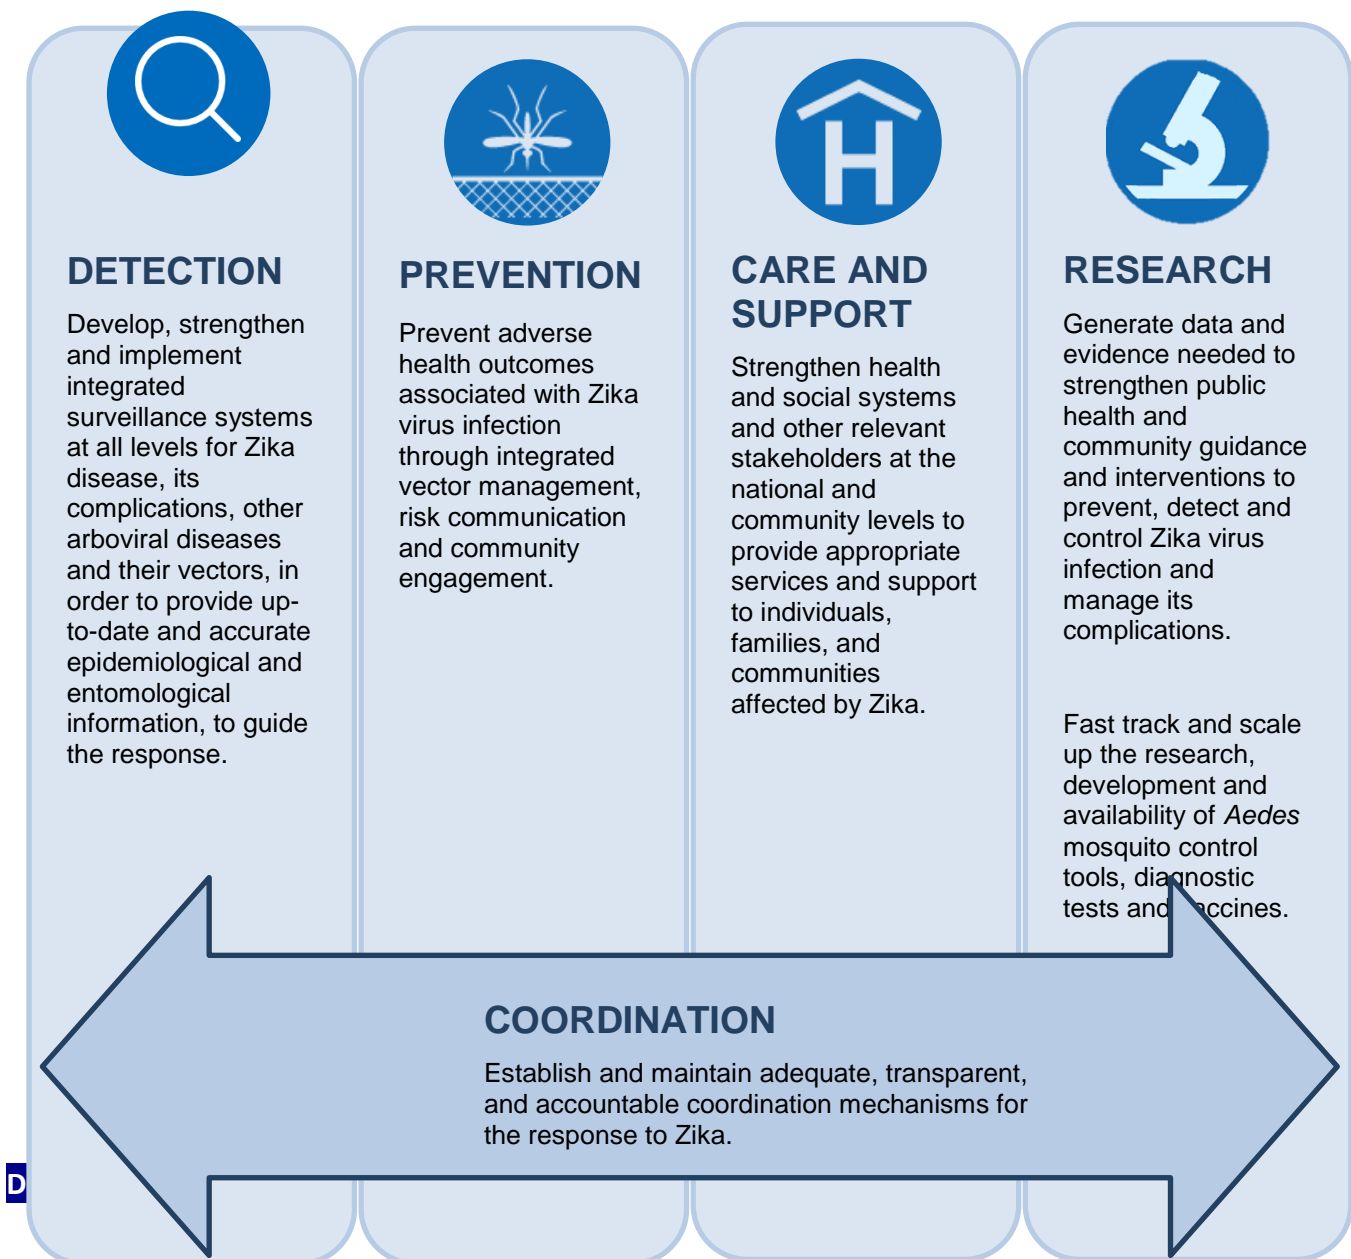 DETECTION
Develop, strengthen
and implement
integrated
surveillance systems
at all levels for Zika
disease, its
complications, other
arboviral diseases
and their vectors, in
order to provide up-
to-date and accurate
epidemiological and
entomological
information, to guide
the response.
PREVENTION
Prevent adverse
health outcomes
associated with Zika
virus infection
through integrated
vector management,
risk communication
and community
engagement.
CARE AND
SUPPORT
Strengthen health
and social systems
and other relevant
stakeholders at the
national and
community levels to
provide appropriate
services and support
to individuals,
families, and
communities
affected by Zika.
RESEARCH
Generate data and
evidence needed to
strengthen public
health and
community guidance
and interventions to
prevent, detect and
control Zika virus
infection and
manage its
complications.
Fast track and scale
up the research,
development and
availability of Aedes
mosquito control
tools, diagnostic
tests and vaccines.
COORDINATION
Establish and maintain adequate, transparent,
and accountable coordination mechanisms for
the response to Zika.
D